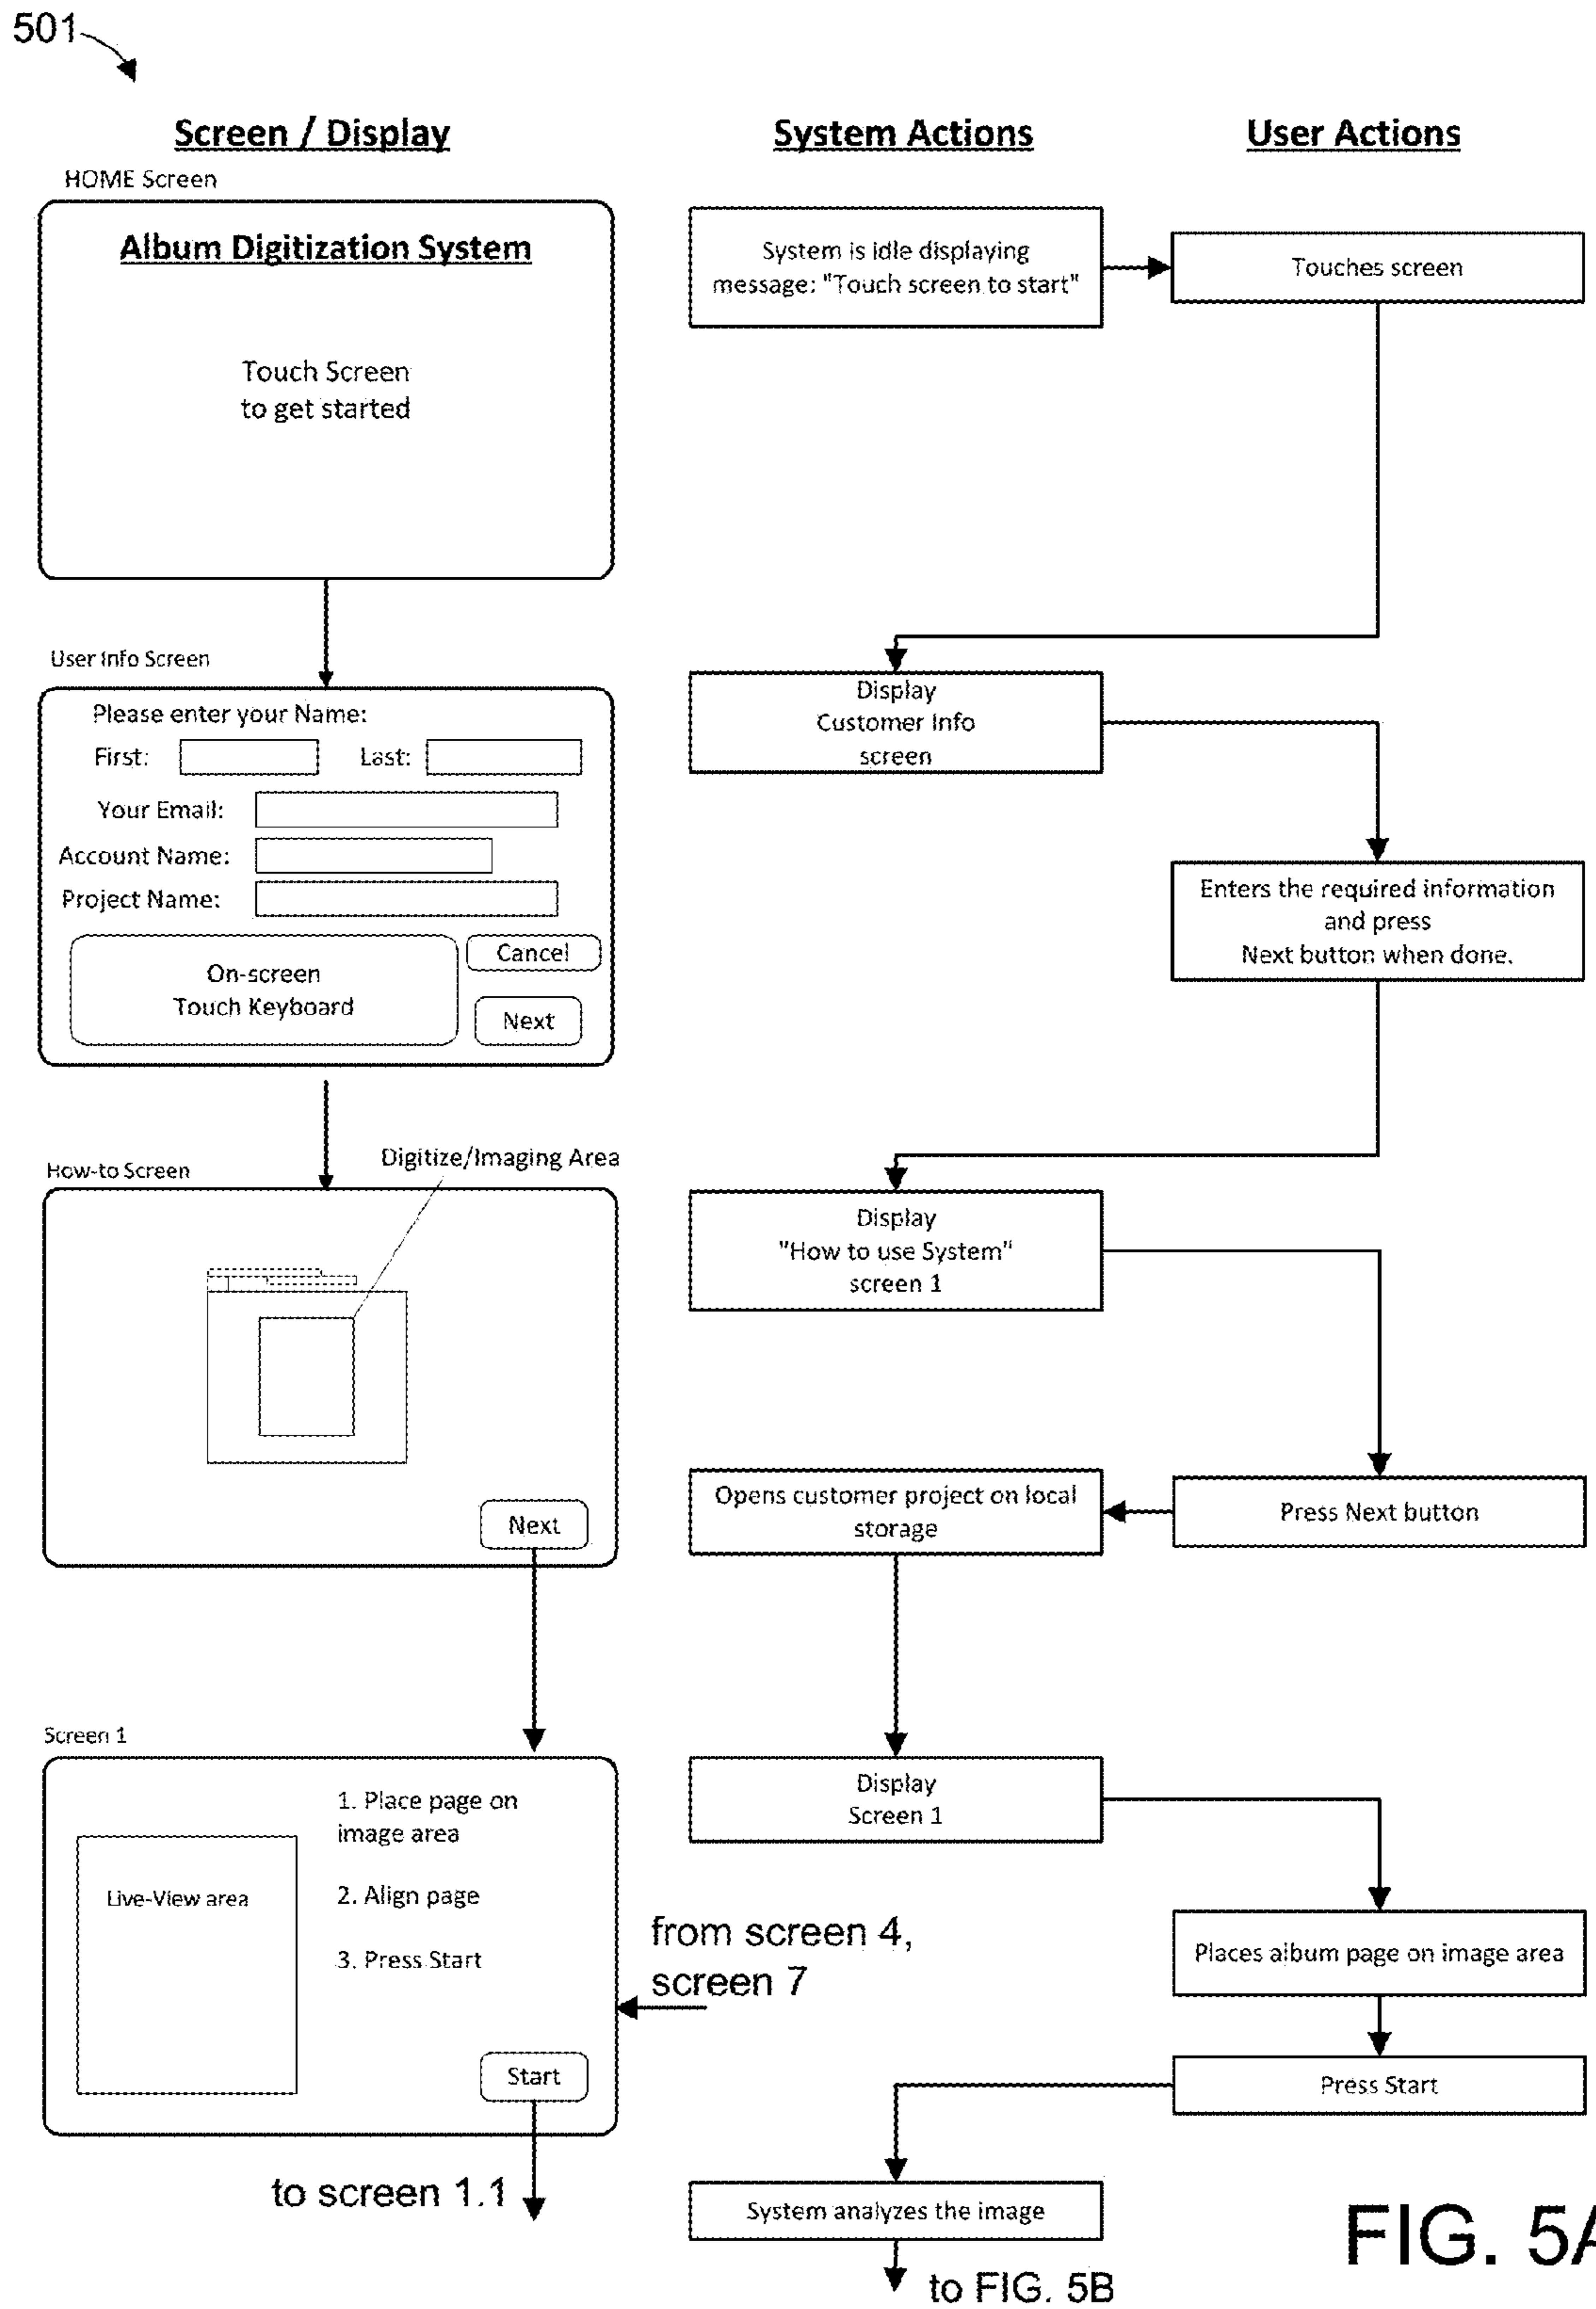 501
Screen / Display
System Actions
User Actions
HOME Screen
Album Digitization System
Touch Screen
to get started
System is idle displaying
message: "Touch screen to start"
Touches screen
User Info Screen
Please enter your Name:
First:
Last:
Your Email:
Account Name:
Project Name:
On-screen
Touch Keyboard
Cancel
Next
Display
Customer Info
screen
Enters the required information
and press
Next button when done.
How-to Screen
Digitize/Imaging Area
Next
Display
"How to use System"
screen 1
Opens customer project on local
storage
Press Next button
Screen 1
Live-View area
1. Place page on
image area
2. Align page
3. Press Start
Start
from screen 4,
screen 7
to screen 1.1
Display
Screen 1
Places album page on image area
Press Start
System analyzes the image
to FIG. 5B
FIG. 5A